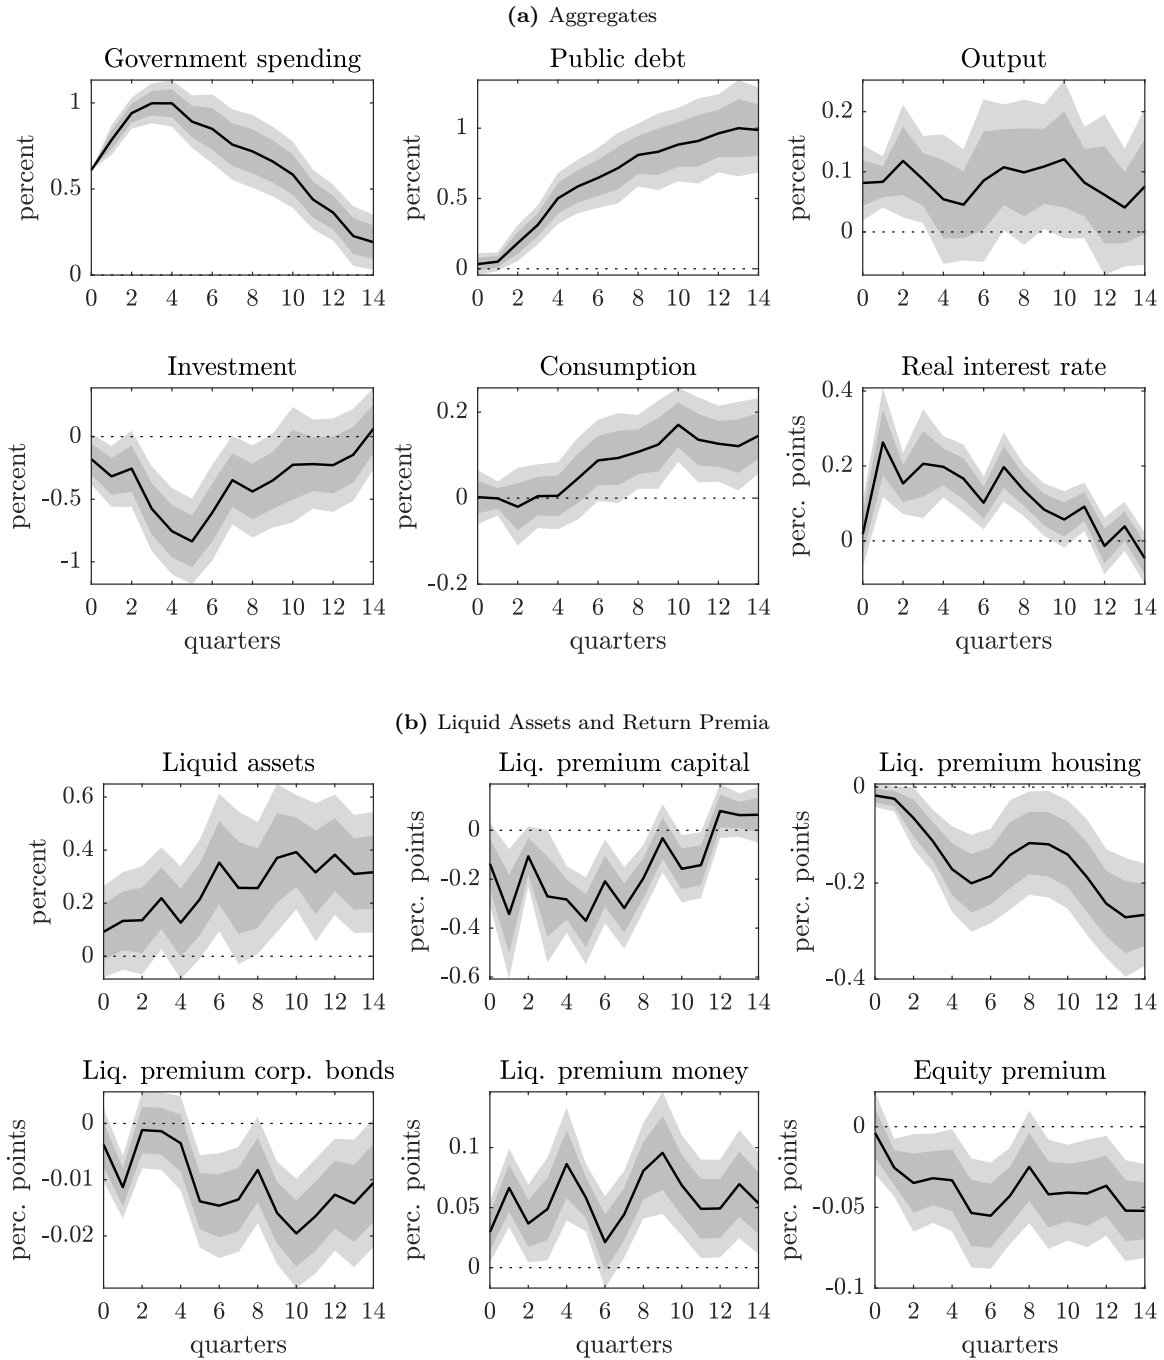 (a) Aggregates
Government spending
percent
1
0.5
0
0 2 4 6 8 10 12 14
Public debt
percent
1
0.5
0
0 2 4 6 8 10 12 14
Output
percent
0.2
0.1
0
0 2 4 6 8 10 12 14
Investment
percent
0
-0.5
-1
0 2 4 6 8 10 12 14
quarters
Consumption
percent
0.2
0
-0.2
0 2 4 6 8 10 12 14
quarters
Real interest rate
perc. points
0.4
0.2
0
0 2 4 6 8 10 12 14
quarters
(b) Liquid Assets and Return Premia
Liquid assets
percent
0.6
0.4
0.2
0
0 2 4 6 8 10 12 14
Liq. premium capital
perc. points
0
-0.2
-0.4
-0.6
0 2 4 6 8 10 12 14
Liq. premium housing
perc. points
0
-0.2
-0.4
0 2 4 6 8 10 12 14
Liq. premium corp. bonds
perc. points
0
-0.01
-0.02
0 2 4 6 8 10 12 14
quarters
Liq. premium money
perc. points
0.1
0.05
0
0 2 4 6 8 10 12 14
quarters
Equity premium
perc. points
0
-0.05
-0.1
0 2 4 6 8 10 12 14
quarters